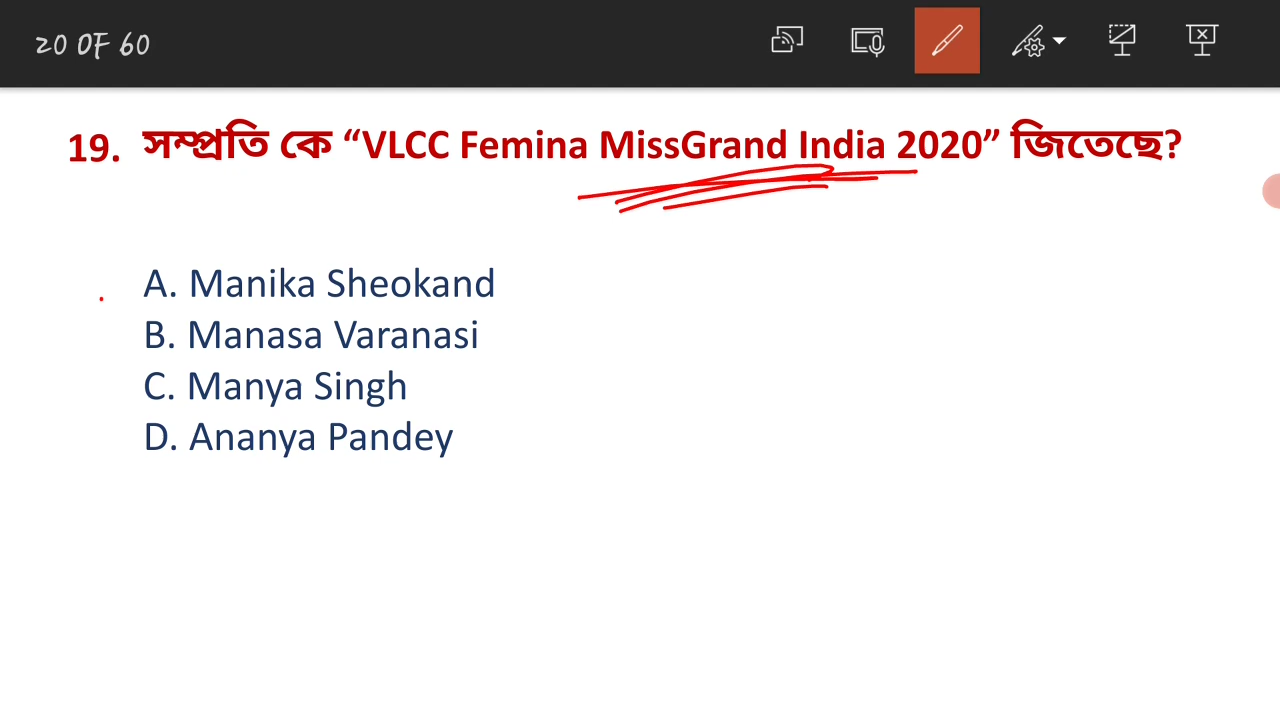 20 OF 60
19. সম্প্রতি কে “VLCC Femina MissGrand India 2020” জিতেছে?
A. Manika Sheokand
B. Manasa Varanasi
C. Manya Singh
D. Ananya Pandey